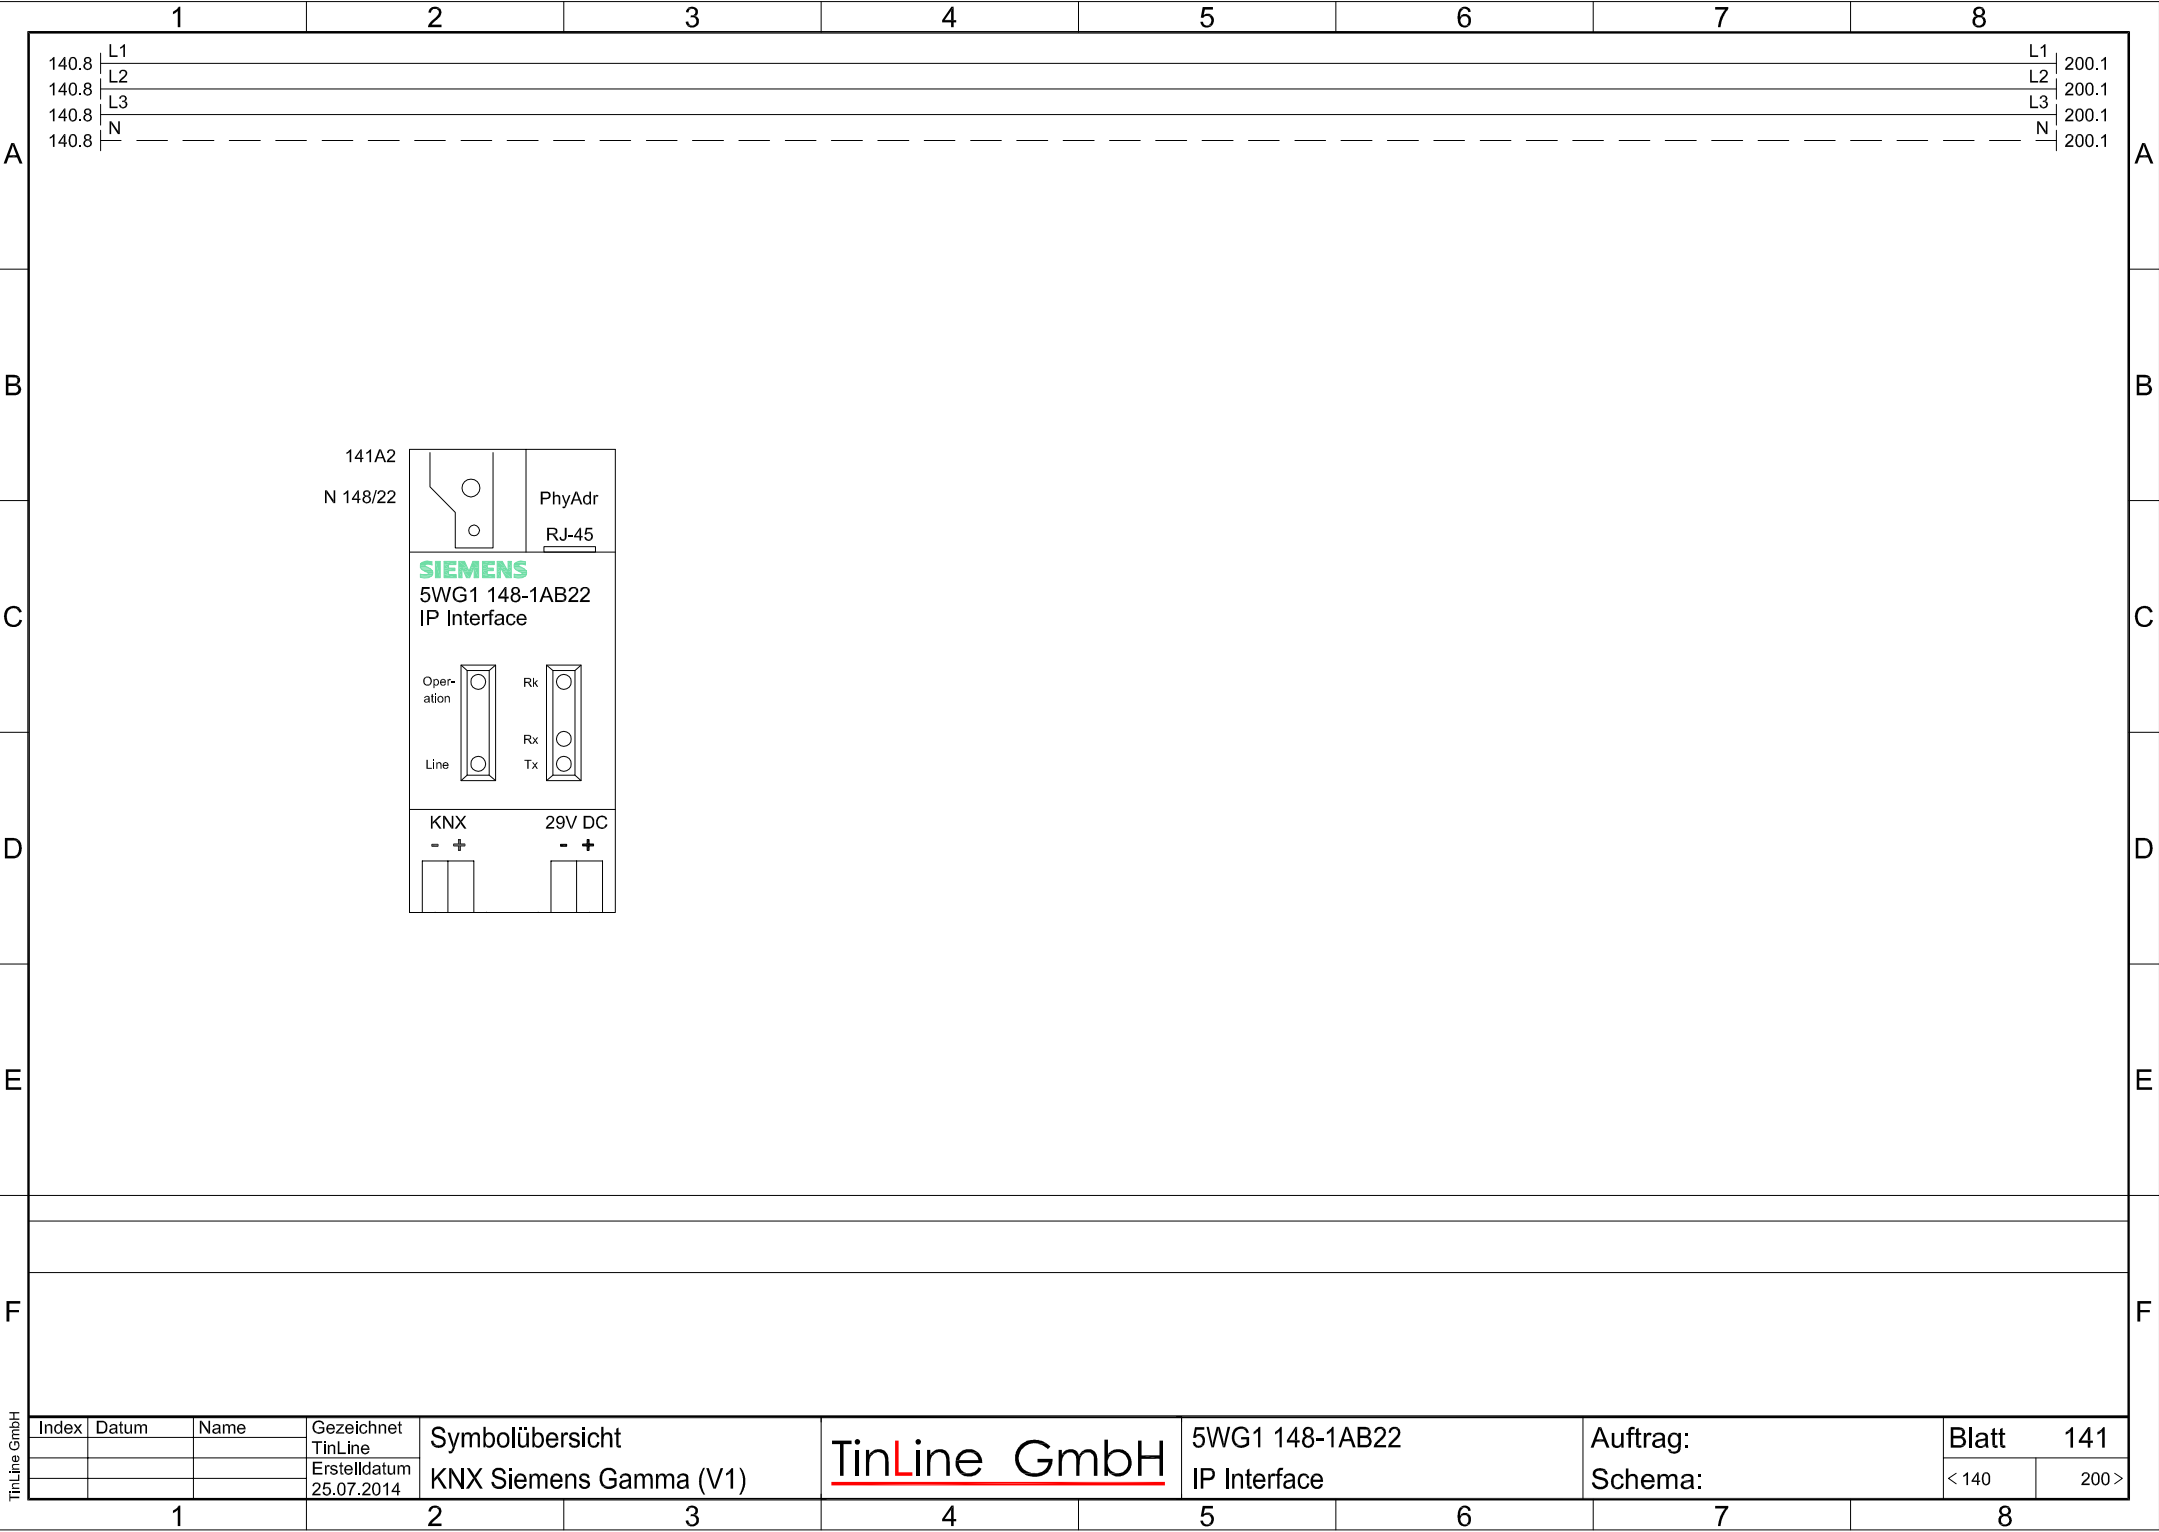 1 2 3 4 5 6 7 8
L1 L1
140.8 200.1
L2 L2
140.8 200.1
L3 L3
140.8 200.1
N N
140.8 200.1
A A
B B
141A2
N 148/22
PhyAdr
RJ-45
SIEMENS
5WG1 148-1AB22
IP Interface
C C
Oper-
ation
Rk
Rx
Line
Tx
KNX 29V DC
- + - +
D D
E E
F F
TinLine GmbH
Index Datum Name
Gezeichnet
TinLine
Erstelldatum
25.07.2014
Symbolübersicht
KNX Siemens Gamma (V1)
TinLine GmbH
5WG1 148-1AB22
IP Interface
Auftrag:
Schema:
Blatt 141
< 140 200 >
1 2 3 4 5 6 7 8